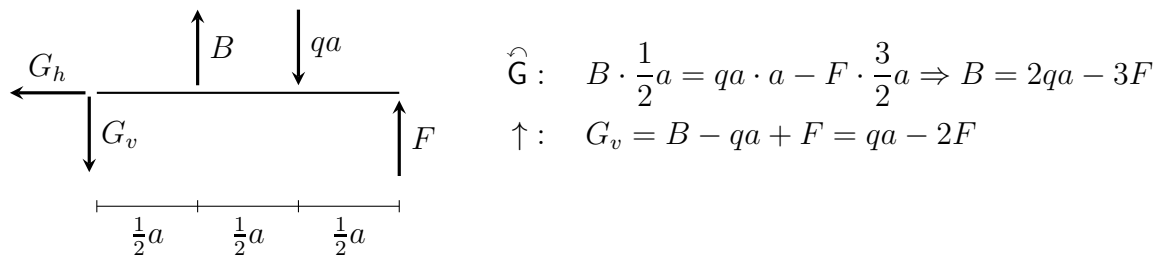 B
qa
G_h
G_v
F
½a ½a ½a
G↶ : B · ½a = qa · a − F · 3/2 a ⇒ B = 2qa − 3F
↑ : G_v = B − qa + F = qa − 2F